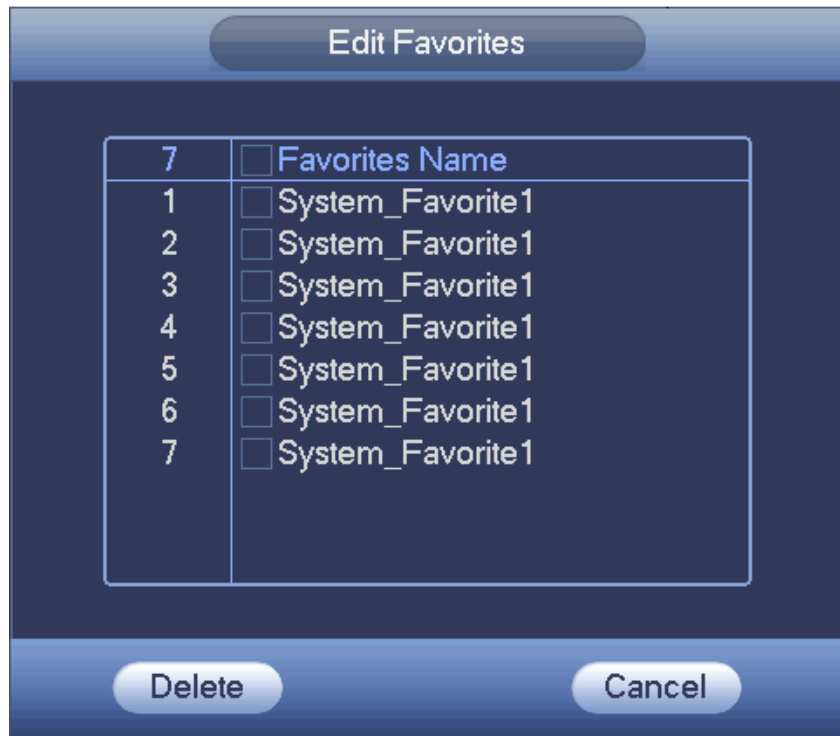 Edit Favorites
7 Favorites Name
1 System_Favorite1
2 System_Favorite1
3 System_Favorite1
4 System_Favorite1
5 System_Favorite1
6 System_Favorite1
7 System_Favorite1
Delete Cancel